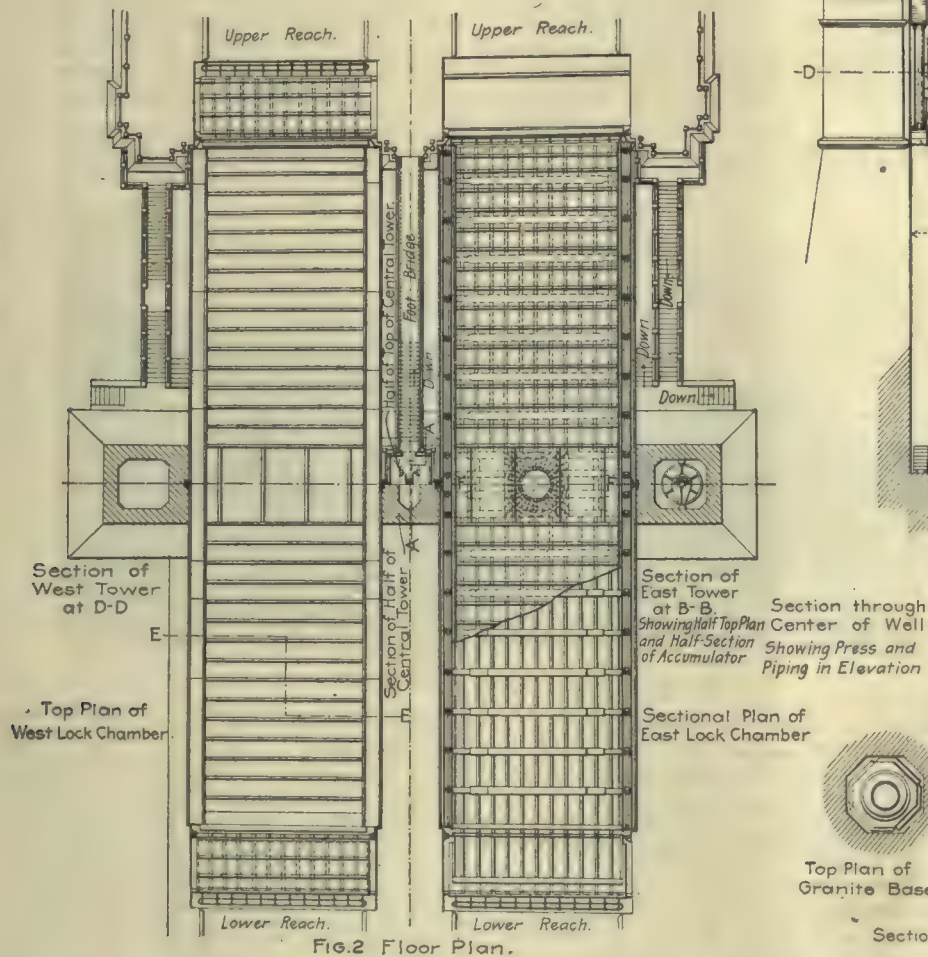 Upper Reach.
Upper Reach.
-D-
Half of Top of Central Tower.
Foot Bridge
Down
A
A
Down
Down
Down
Section of
West Tower
at D-D
Section of Half of
Central Tower
E
E
Top Plan of
West Lock Chamber
Section of
East Tower
at B-B.
Showing Half Top Plan
and Half-Section
of Accumulator
Section through
Center of Well
Showing Press and
Piping in Elevation
Sectional Plan of
East Lock Chamber
Top Plan of
Granite Base
Lower Reach.
Lower Reach.
FIG.2 Floor Plan.